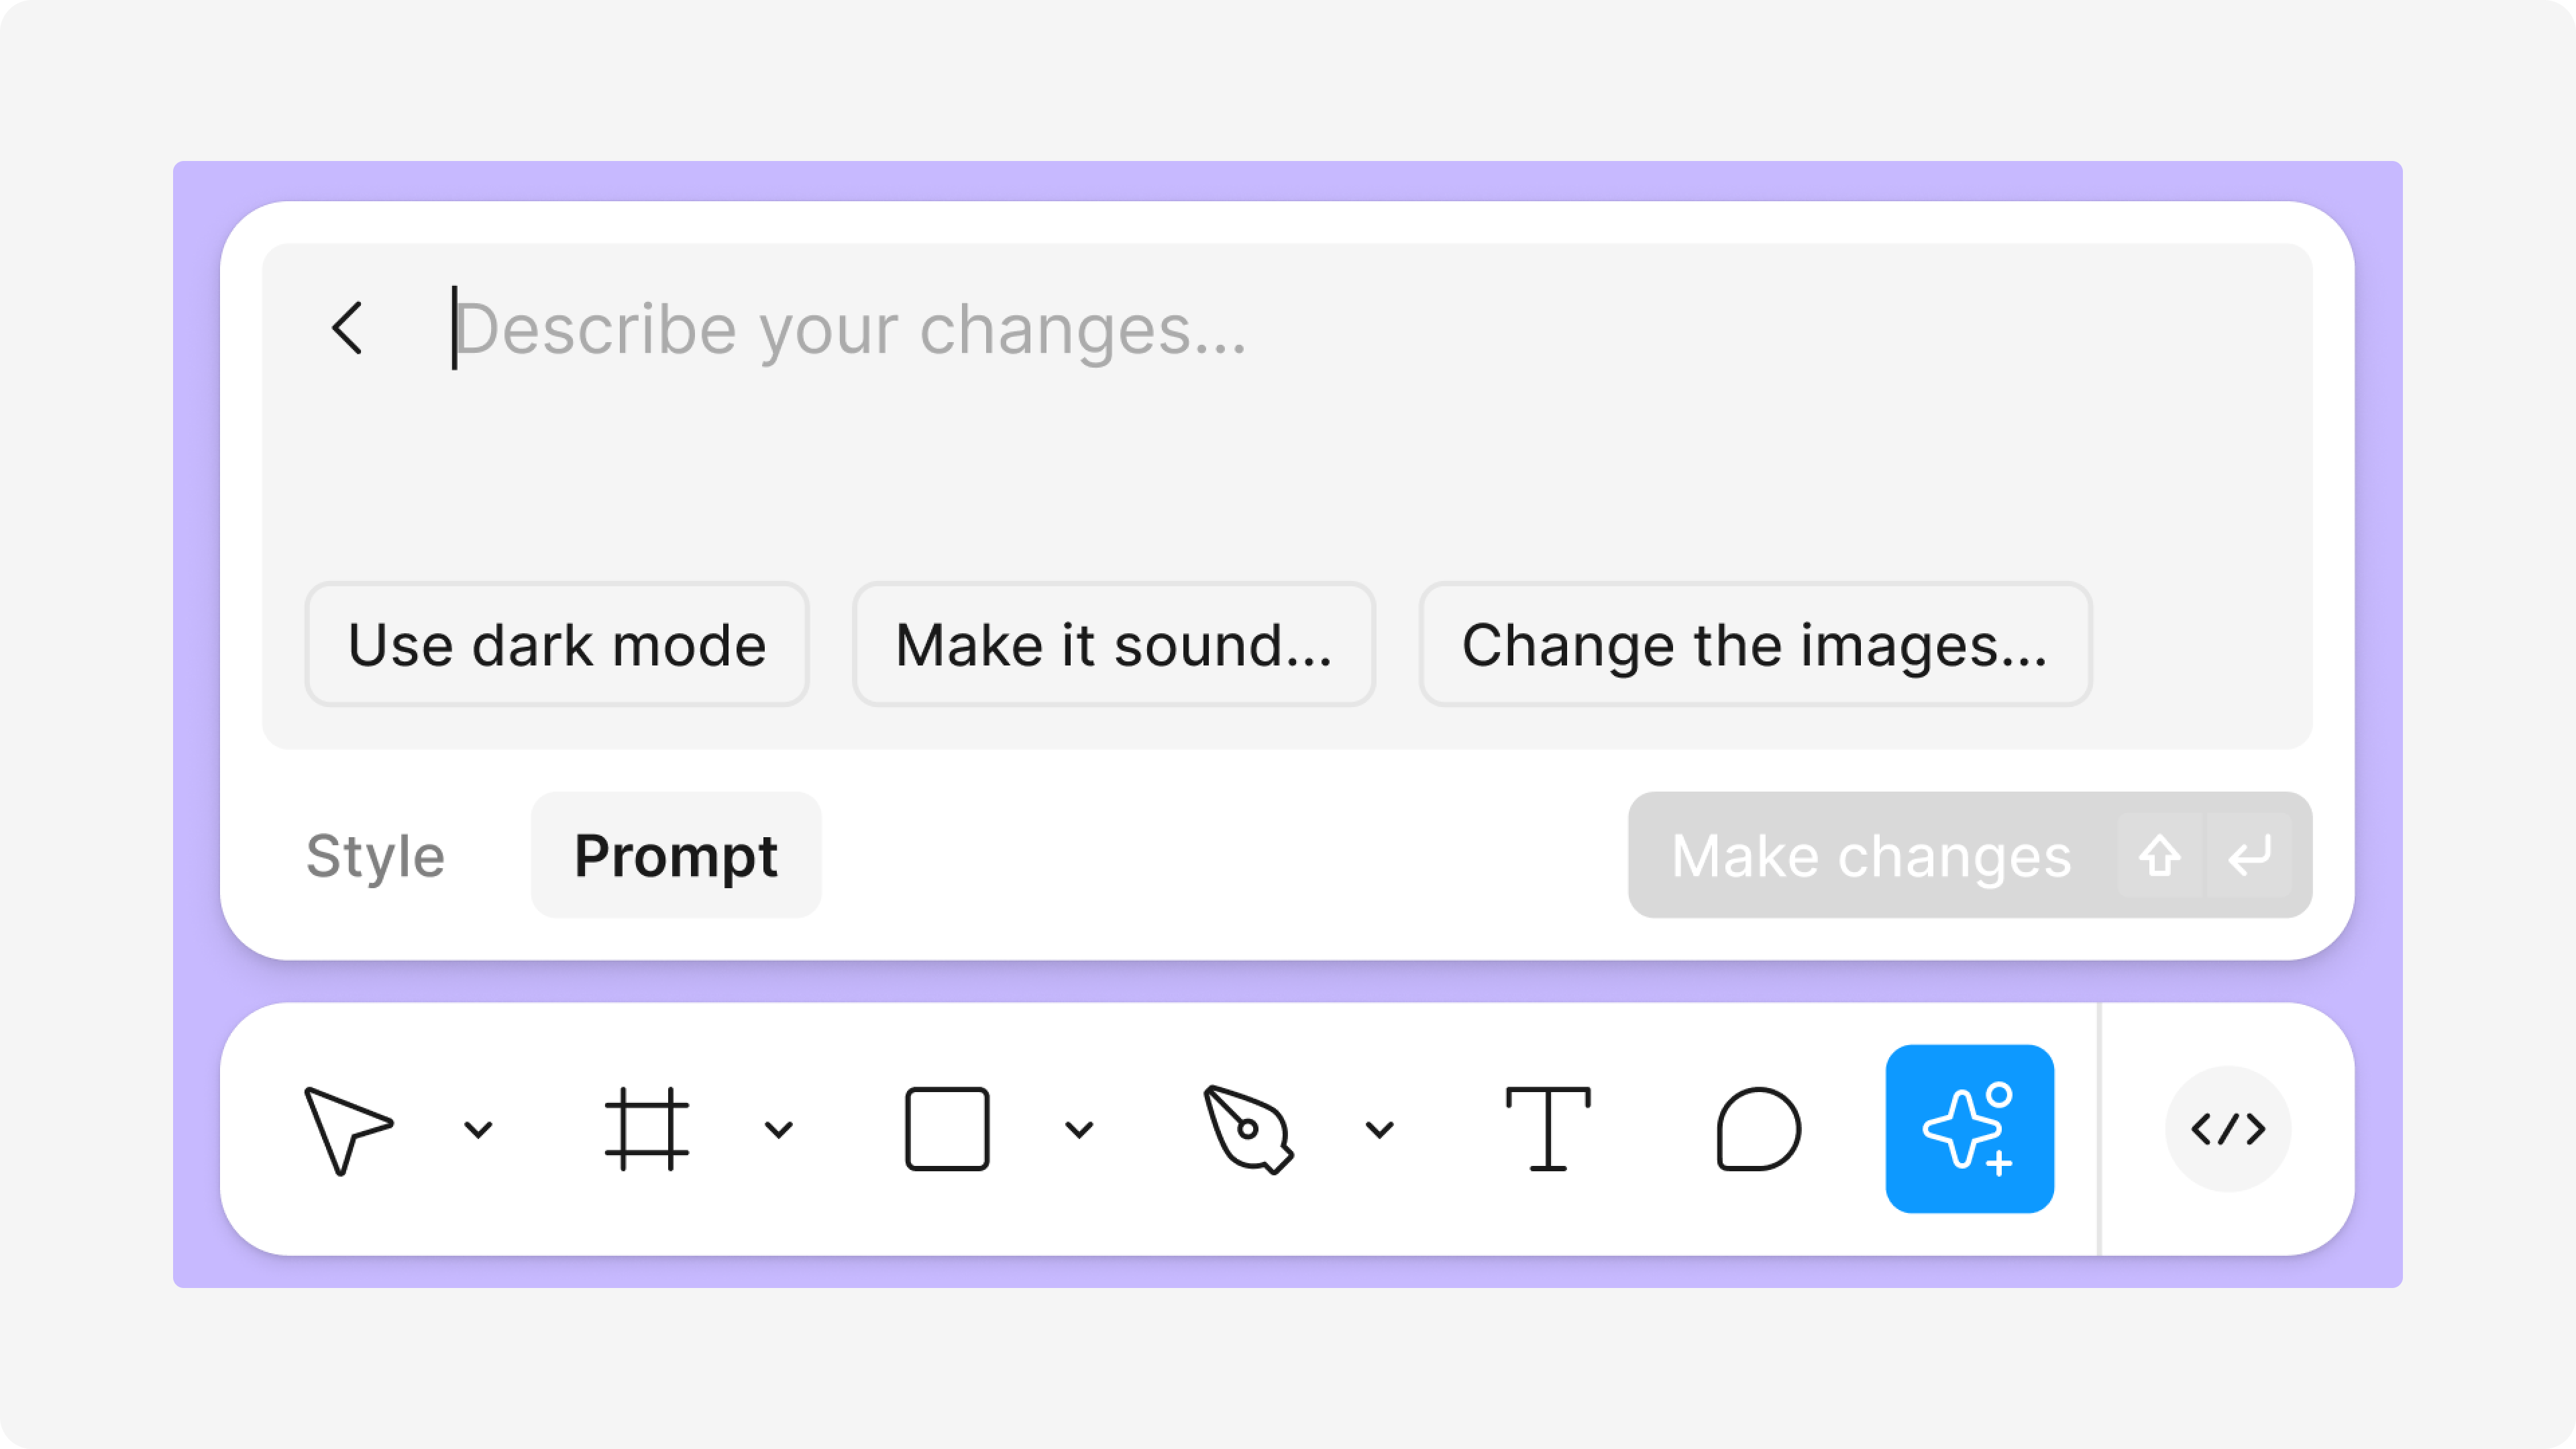 Describe your changes...
Use dark mode Make it sound... Change the images...
Style Prompt Make changes